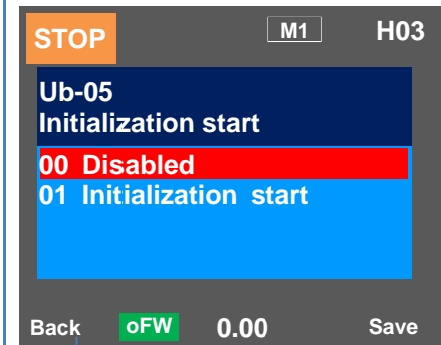 STOP M1 H03
Ub-05
Initialization start
00 Disabled
01 Initialization start
Back oFW 0.00 Save